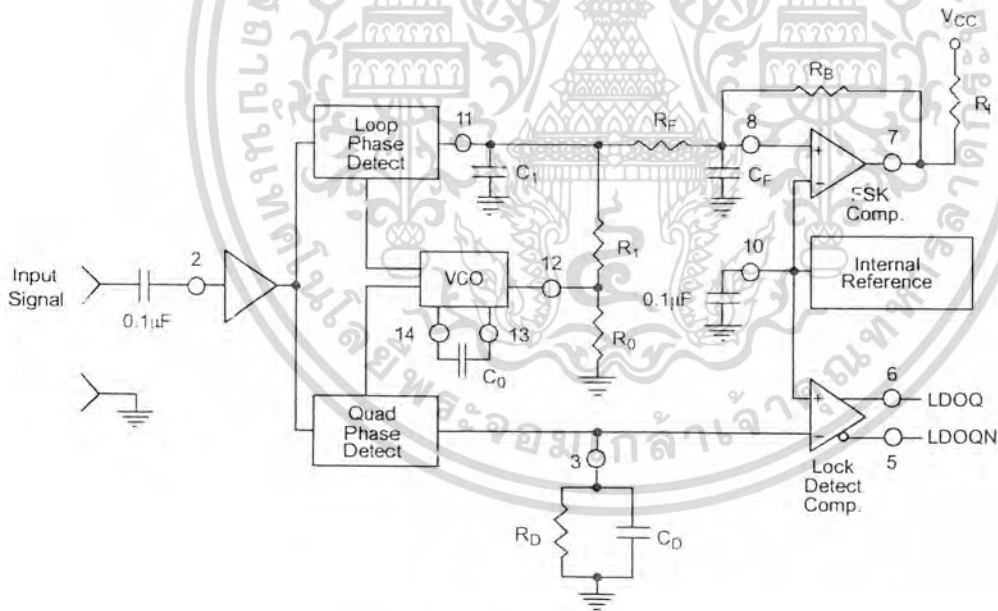 VCC
RB
RF
8
7
Loop
Phase
Detect
11
C1
CF
+
−
FSK
Comp.
R1
Input
Signal
2
0.1µF
VCO
12
10
0.1µF
Internal
Reference
14
13
C0
R0
Quad
Phase
Detect
3
+
−
6
LDOQ
LDOQN
5
Lock
Detect
Comp.
RD
CD